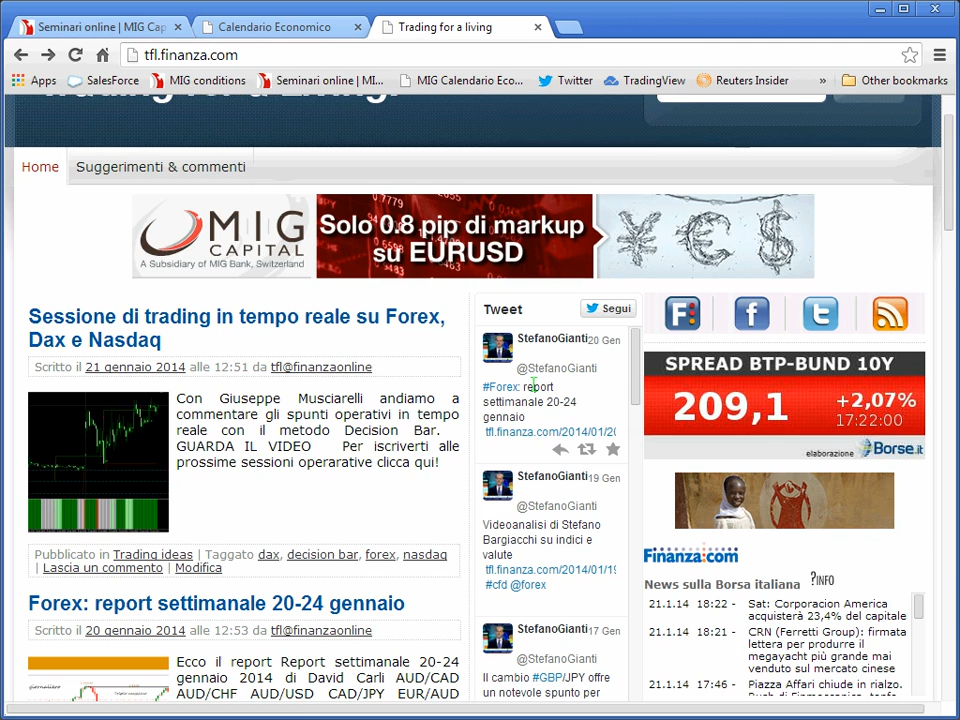 Seminari online | MIG Cap
Calendario Economico
Trading for a living
tfl.finanza.com
Apps
SalesForce
MIG conditions
Seminari online | MI...
MIG Calendario Eco...
Twitter
TradingView
Reuters Insider
»
Other bookmarks
Home
Suggerimenti & commenti
MIG
CAPITAL
A Subsidiary of MIG Bank, Switzerland
Solo 0.8 pip di markup
su EURUSD
¥ € $
Sessione di trading in tempo reale su Forex,
Dax e Nasdaq
Scritto il 21 gennaio 2014 alle 12:51 da tfl@finanzaonline
Con Giuseppe Musciarelli andiamo a
commentare gli spunti operativi in tempo
reale con il metodo Decision Bar.
GUARDA IL VIDEO Per iscriverti alle
prossime sessioni operarative clicca qui!
Pubblicato in Trading ideas | Taggato dax, decision bar, forex, nasdaq
| Lascia un commento | Modifica
Forex: report settimanale 20-24 gennaio
Scritto il 20 gennaio 2014 alle 12:53 da tfl@finanzaonline
Ecco il report Report settimanale 20-24
gennaio 2014 di David Carli AUD/CAD
AUD/CHF AUD/USD CAD/JPY EUR/AUD
Tweet
Segui
StefanoGianti 20 Gen
@StefanoGianti
#Forex: report
settimanale 20-24
gennaio
tfl.finanza.com/2014/01/20
StefanoGianti 19 Gen
@StefanoGianti
Videoanalisi di Stefano
Bargiacchi su indici e
valute
tfl.finanza.com/2014/01/19
#cfd @forex
StefanoGianti 17 Gen
@StefanoGianti
Il cambio #GBP/JPY offre
un notevole spunto per
SPREAD BTP-BUND 10Y
209,1
+2,07%
17:22:00
elaborazione Borse.it
Finanza.com
News sulla Borsa italiana ?INFO
21.1.14 18:22 - Sat: Corporacion America
acquisterà 23,4% del capitale
21.1.14 18:21 - CRN (Ferretti Group): firmata
lettera per produrre il
megayacht più grande mai
venduto sul mercato cinese
21.1.14 17:46 - Piazza Affari chiude in rialzo.